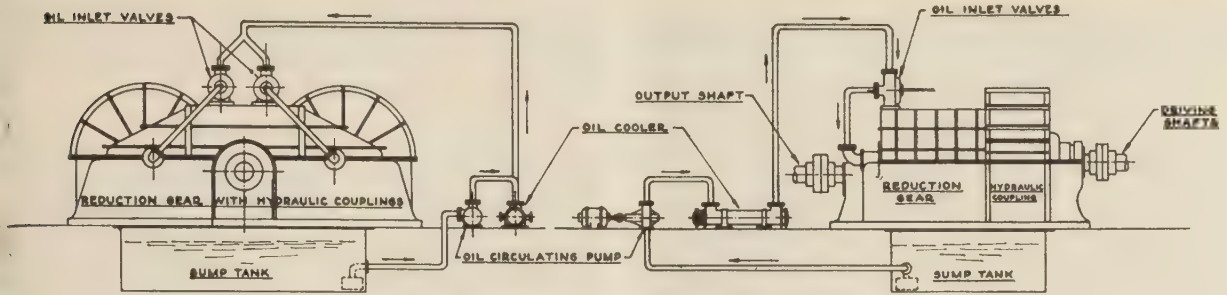 OIL INLET VALVES
REDUCTION GEAR WITH HYDRAULIC COUPLINGS
SUMP TANK
OIL COOLER
OIL CIRCULATING PUMP
OIL INLET VALVES
OUTPUT SHAFT
DRIVING
SHAFTS
REDUCTION
GEAR
HYDRAULIC
COUPLING
SUMP TANK